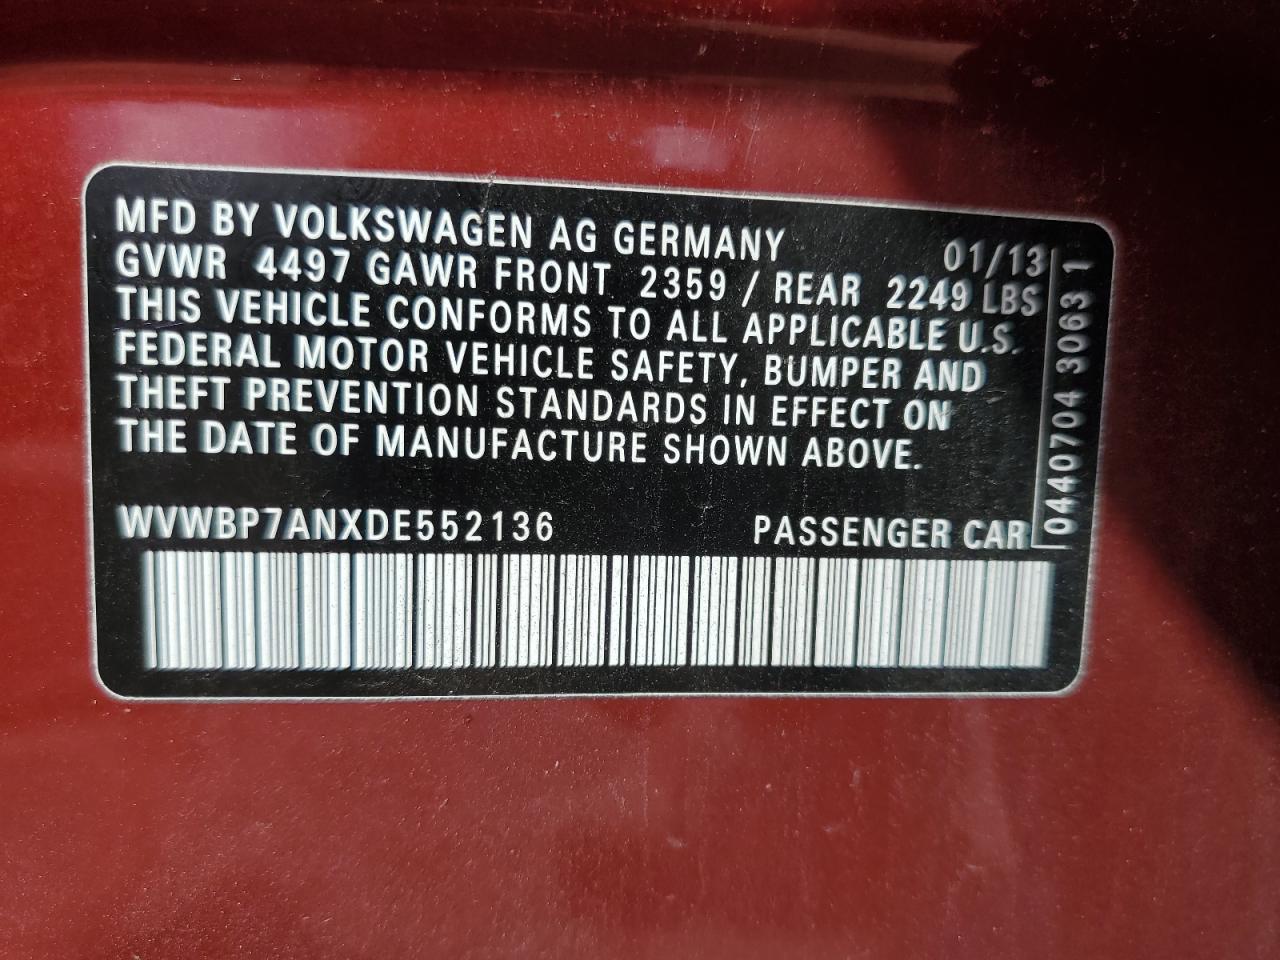 MFD BY VOLKSWAGEN AG GERMANY 01/13
GVWR 4497 GAWR FRONT 2359 / REAR 2249 LBS
THIS VEHICLE CONFORMS TO ALL APPLICABLE U.S.
FEDERAL MOTOR VEHICLE SAFETY, BUMPER AND
THEFT PREVENTION STANDARDS IN EFFECT ON
THE DATE OF MANUFACTURE SHOWN ABOVE.
WVWBP7ANXDE552136 PASSENGER CAR
0440704 3063 1